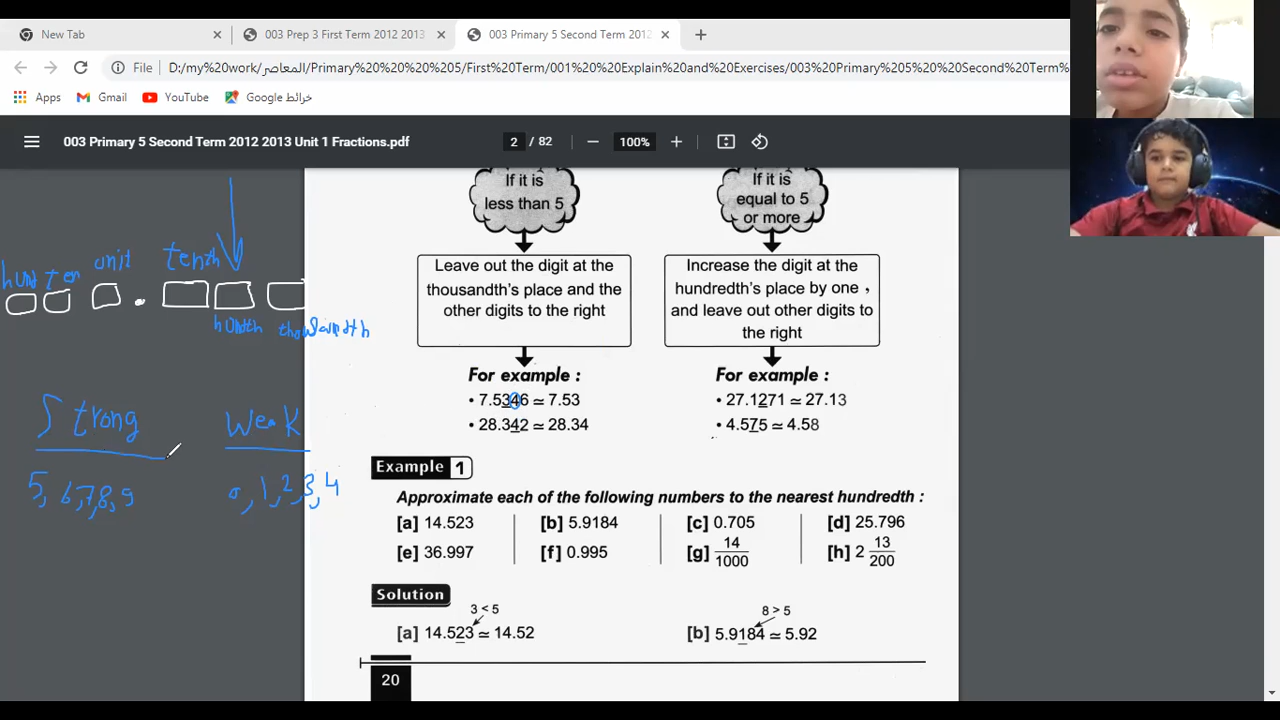 New Tab
003 Prep 3 First Term 2012 2013
003 Primary 5 Second Term 2012
File D:/my%20work/المعاصر/Primary%20%20%20%205/First%20Term/001%20%20Explain%20and%20Exercises/003%20Primary%205%20%20Second%20Term%
Apps Gmail YouTube خرائط Google
003 Primary 5 Second Term 2012 2013 Unit 1 Fractions.pdf 2 / 82 100%
If it is
less than 5
If it is
equal to 5
or more
Leave out the digit at the
thousandth's place and the
other digits to the right
Increase the digit at the
hundredth's place by one ,
and leave out other digits to
the right
For example :
• 7.5346 ≃ 7.53
• 28.342 ≃ 28.34
For example :
• 27.1271 ≃ 27.13
• 4.575 ≃ 4.58
hund ten unit . tenth
hundth thousandth
Strong Weak
5, 6,7,8,9 0, 1, 2, 3, 4
Example 1
Approximate each of the following numbers to the nearest hundredth :
[a] 14.523 [b] 5.9184 [c] 0.705 [d] 25.796
[e] 36.997 [f] 0.995 [g] 14/1000 [h] 2 13/200
Solution
3 < 5
[a] 14.523 ≃ 14.52
8 > 5
[b] 5.9184 ≃ 5.92
20